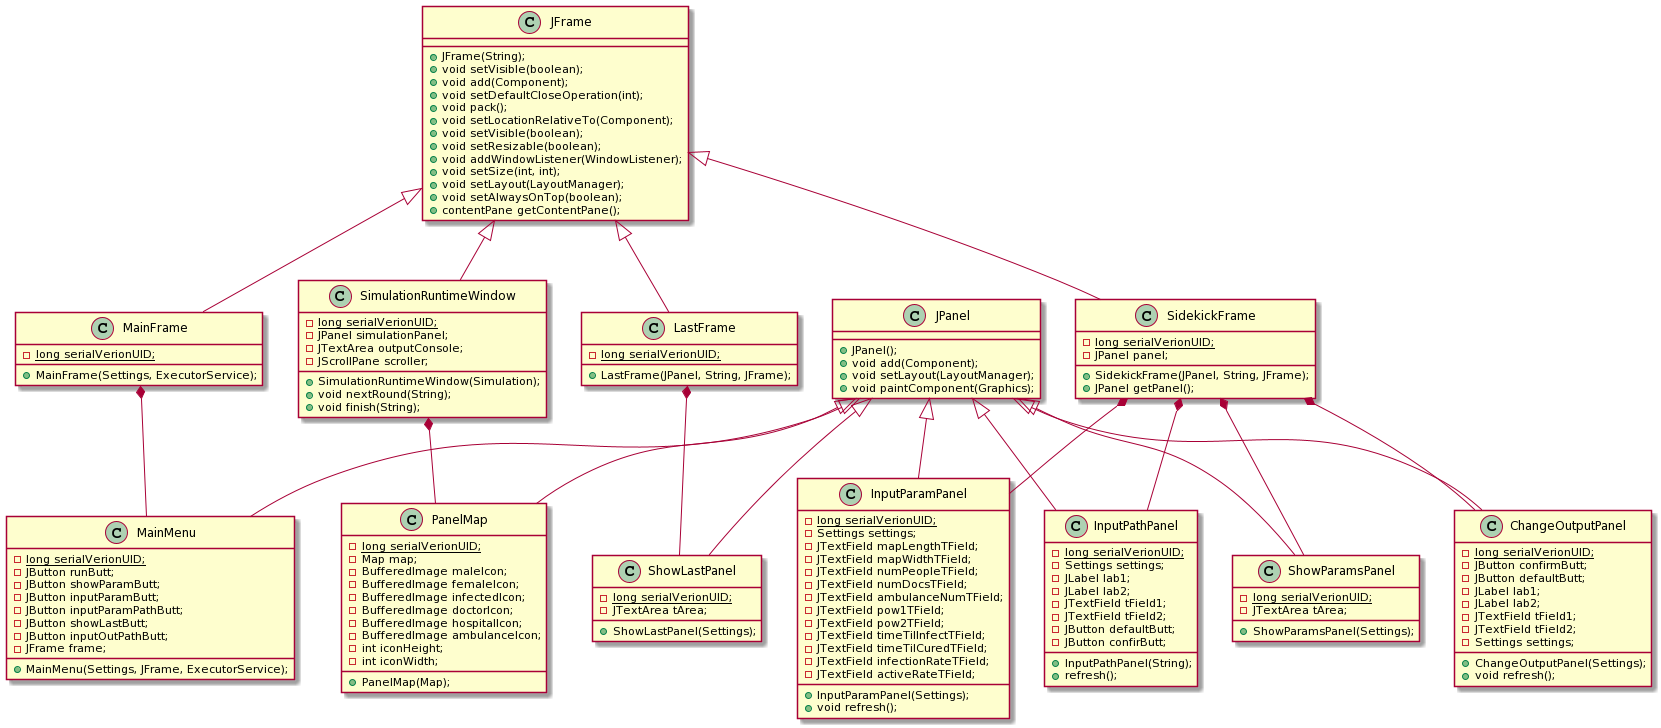 C JFrame
JFrame(String);
void setVisible(boolean);
void add(Component);
void setDefaultCloseOperation(int);
void pack();
void setLocationRelativeTo(Component);
void setVisible(boolean);
void setResizable(boolean);
void addWindowListener(WindowListener);
void setSize(int, int);
void setLayout(LayoutManager);
void setAlwaysOnTop(boolean);
contentPane getContentPane();
C MainFrame
long serialVerionUID;
MainFrame(Settings, ExecutorService);
C SimulationRuntimeWindow
long serialVerionUID;
JPanel simulationPanel;
JTextArea outputConsole;
JScrollPane scroller;
SimulationRuntimeWindow(Simulation);
void nextRound(String);
void finish(String);
C LastFrame
long serialVerionUID;
LastFrame(JPanel, String, JFrame);
C JPanel
JPanel();
void add(Component);
void setLayout(LayoutManager);
void paintComponent(Graphics);
C SidekickFrame
long serialVerionUID;
JPanel panel;
SidekickFrame(JPanel, String, JFrame);
JPanel getPanel();
C MainMenu
long serialVerionUID;
JButton runButt;
JButton showParamButt;
JButton inputParamButt;
JButton inputParamPathButt;
JButton showLastButt;
JButton inputOutPathButt;
JFrame frame;
MainMenu(Settings, JFrame, ExecutorService);
C PanelMap
long serialVerionUID;
Map map;
BufferedImage maleIcon;
BufferedImage femaleIcon;
BufferedImage infectedIcon;
BufferedImage doctorIcon;
BufferedImage hospitalIcon;
BufferedImage ambulanceIcon;
int iconHeight;
int iconWidth;
PanelMap(Map);
C ShowLastPanel
long serialVerionUID;
JTextArea tArea;
ShowLastPanel(Settings);
C InputParamPanel
long serialVerionUID;
Settings settings;
JTextField mapLengthTField;
JTextField mapWidthTField;
JTextField numPeopleTField;
JTextField numDocsTField;
JTextField ambulanceNumTField;
JTextField pow1TField;
JTextField pow2TField;
JTextField timeTilInfectTField;
JTextField timeTilCuredTField;
JTextField infectionRateTField;
JTextField activeRateTField;
InputParamPanel(Settings);
void refresh();
C InputPathPanel
long serialVerionUID;
Settings settings;
JLabel lab1;
JLabel lab2;
JTextField tField1;
JTextField tField2;
JButton defaultButt;
JButton confirButt;
InputPathPanel(String);
refresh();
C ShowParamsPanel
long serialVerionUID;
JTextArea tArea;
ShowParamsPanel(Settings);
C ChangeOutputPanel
long serialVerionUID;
JButton confirmButt;
JButton defaultButt;
JLabel lab1;
JLabel lab2;
JTextField tField1;
JTextField tField2;
Settings settings;
ChangeOutputPanel(Settings);
void refresh();